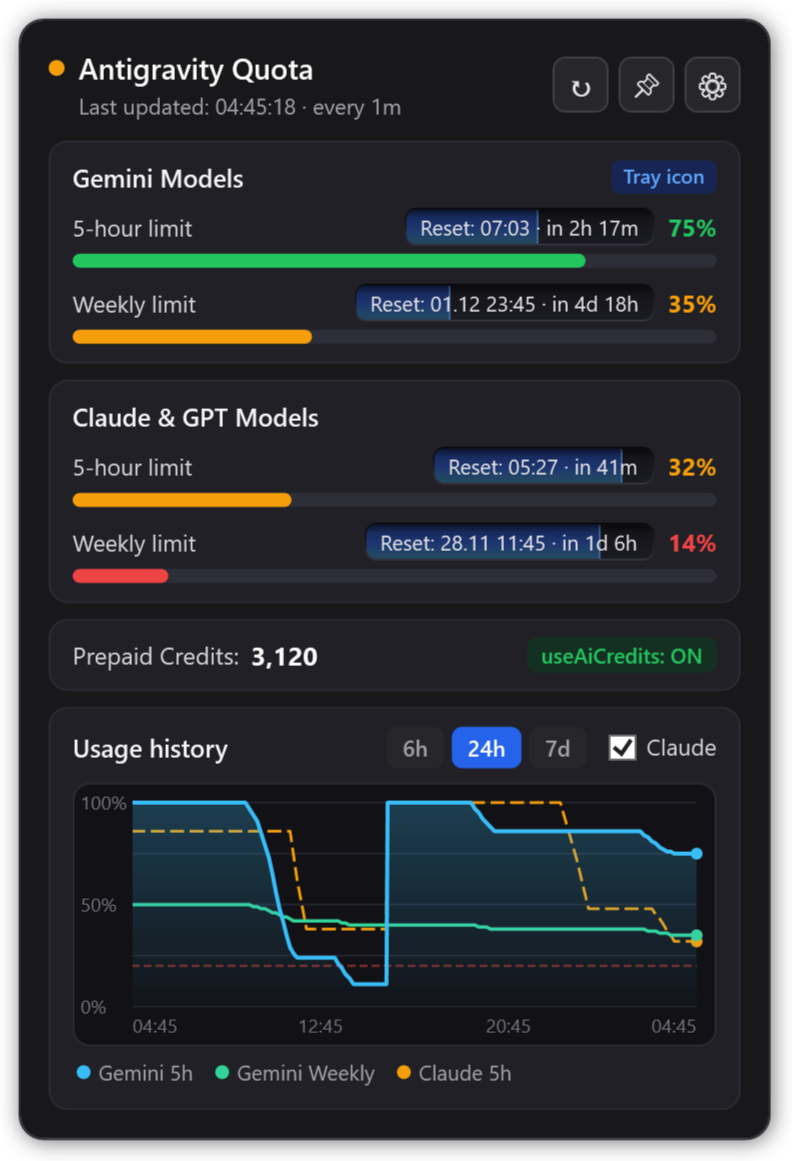 Antigravity Quota
Last updated: 04:45:18 · every 1m
Gemini Models
Tray icon
5-hour limit
Reset: 07:03 · in 2h 17m
75%
Weekly limit
Reset: 01.12 23:45 · in 4d 18h
35%
Claude & GPT Models
5-hour limit
Reset: 05:27 · in 41m
32%
Weekly limit
Reset: 28.11 11:45 · in 1d 6h
14%
Prepaid Credits: 3,120
useAiCredits: ON
Usage history
6h
24h
7d
Claude
100%
50%
0%
04:45
12:45
20:45
04:45
Gemini 5h
Gemini Weekly
Claude 5h